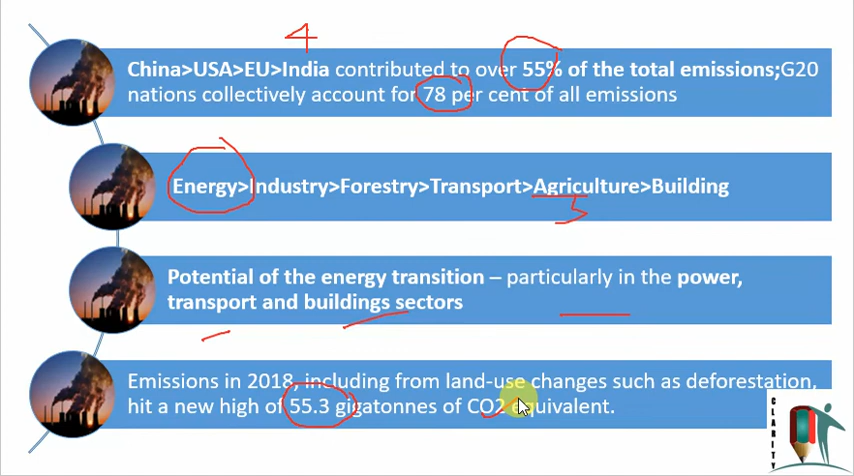 4
China>USA>EU>India contributed to over 55% of the total emissions;G20
nations collectively account for 78 per cent of all emissions
Energy>Industry>Forestry>Transport>Agriculture>Building
3
Potential of the energy transition – particularly in the power,
transport and buildings sectors
Emissions in 2018, including from land-use changes such as deforestation,
hit a new high of 55.3 gigatonnes of CO2 equivalent.
CLARITY